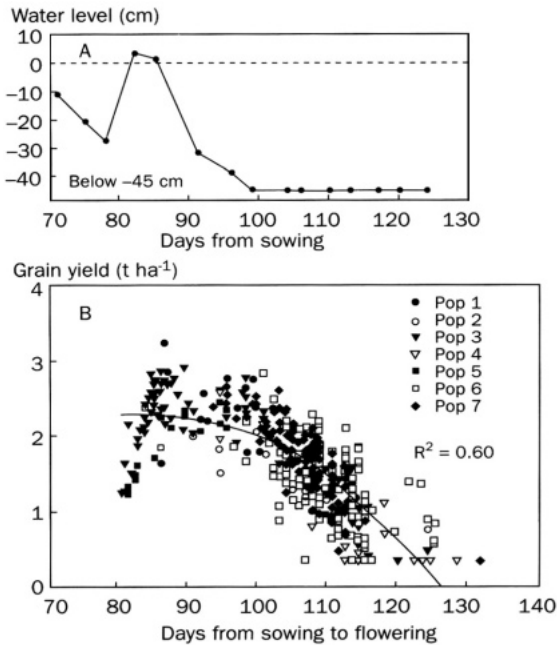 Water level (cm)
10
A
0
−10
−20
−30
−40
Below −45 cm
70 80 90 100 110 120 130
Days from sowing
Grain yield (t ha⁻¹)
4
B
Pop 1
Pop 2
3
Pop 3
Pop 4
Pop 5
Pop 6
Pop 7
2
R² = 0.60
1
0
70 80 90 100 110 120 130 140
Days from sowing to flowering